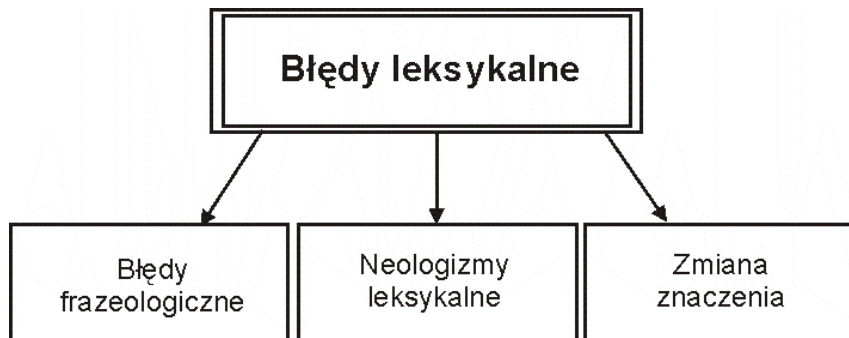 Błędy leksykalne
Błędy
frazeologiczne
Neologizmy
leksykalne
Zmiana
znaczenia